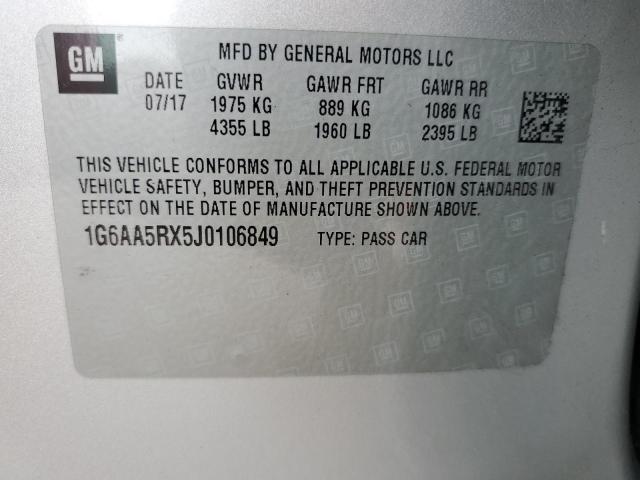 GM
MFD BY GENERAL MOTORS LLC
DATE GVWR GAWR FRT GAWR RR
07/17 1975 KG 889 KG 1086 KG
4355 LB 1960 LB 2395 LB
THIS VEHICLE CONFORMS TO ALL APPLICABLE U.S. FEDERAL MOTOR
VEHICLE SAFETY, BUMPER, AND THEFT PREVENTION STANDARDS IN
EFFECT ON THE DATE OF MANUFACTURE SHOWN ABOVE.
1G6AA5RX5J0106849 TYPE: PASS CAR